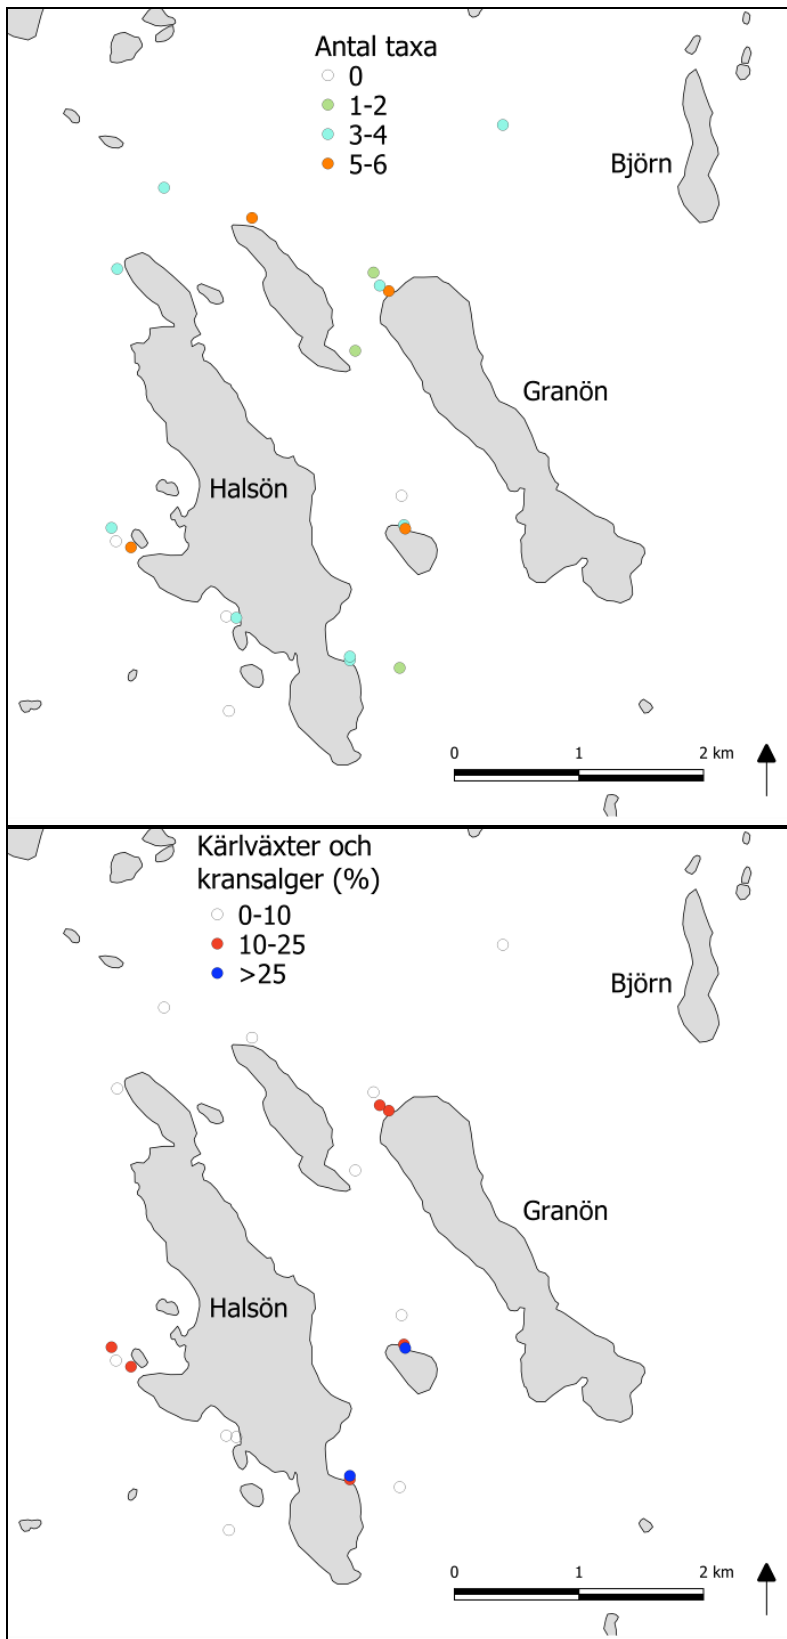 Antal taxa
0
1-2
3-4
5-6
Björn
Granön
Halsön
0 1 2 km
Kärlväxter och
kransalger (%)
0-10
10-25
>25
Björn
Granön
Halsön
0 1 2 km